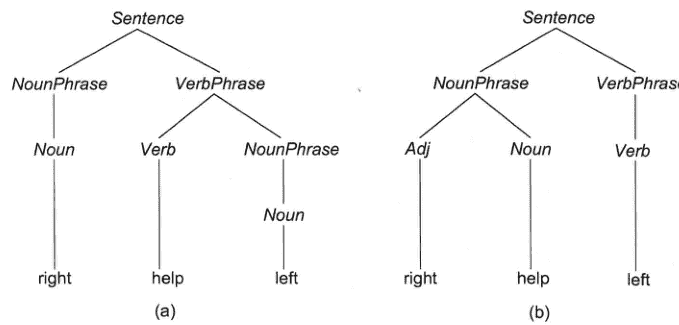 Sentence Sentence
NounPhrase VerbPhrase NounPhrase VerbPhrase
Noun Verb NounPhrase Adj Noun Verb
Noun
right help left right help left
(a) (b)